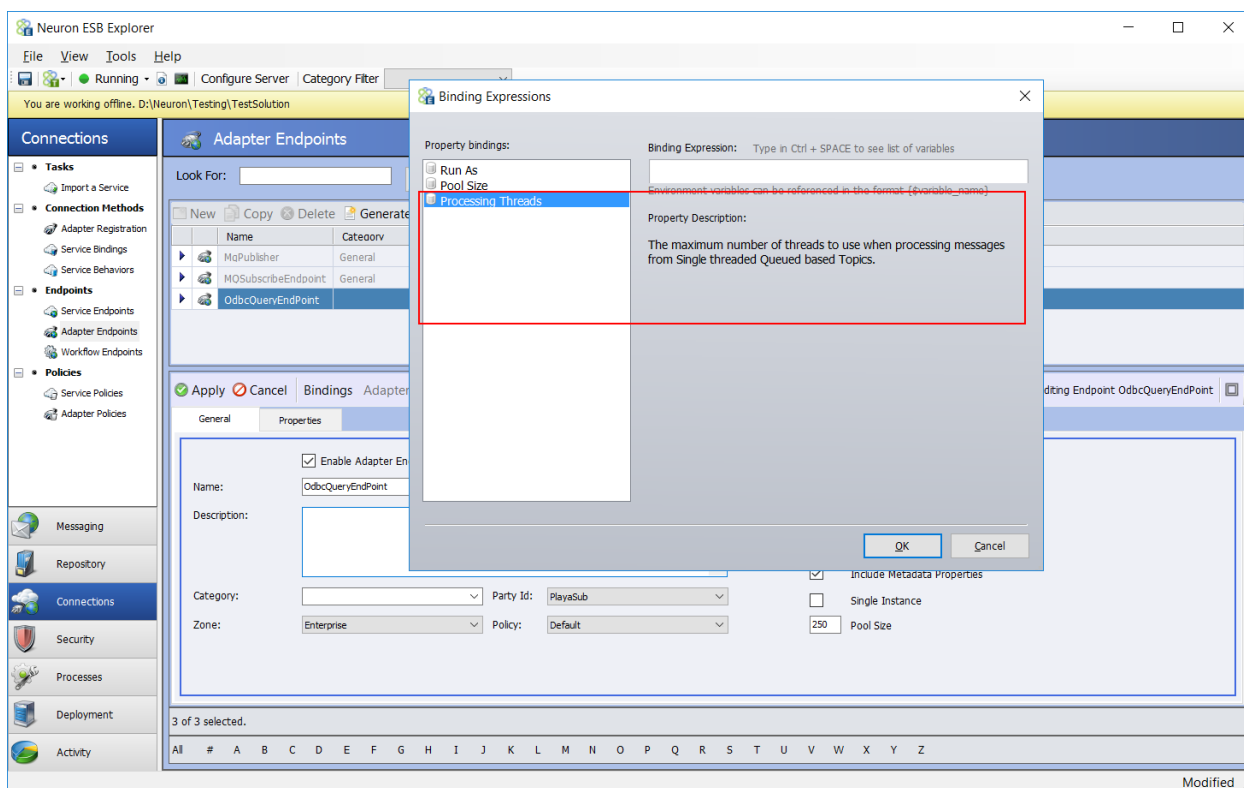 Neuron ESB Explorer
File View Tools Help
Running Configure Server Category Filter
You are working offline. D:\Neuron\Testing\TestSolution
Connections
Tasks
Import a Service
Connection Methods
Adapter Registration
Service Bindings
Service Behaviors
Endpoints
Service Endpoints
Adapter Endpoints
Workflow Endpoints
Policies
Service Policies
Adapter Policies
Messaging
Repository
Connections
Security
Processes
Deployment
Activity
Adapter Endpoints
Look For:
New Copy Delete Generate
Name Category
MqPublisher General
MQSubscribeEndpoint General
OdbcQueryEndPoint
Apply Cancel Bindings Adapter
diting Endpoint OdbcQueryEndPoint
General Properties
Enable Adapter En
Name: OdbcQueryEndPoint
Description:
Include Metadata Properties
Category: Party Id: PlayaSub Single Instance
Zone: Enterprise Policy: Default 250 Pool Size
3 of 3 selected.
All # A B C D E F G H I J K L M N O P Q R S T U V W X Y Z
Modified
Binding Expressions
Property bindings:
Run As
Pool Size
Processing Threads
Binding Expression: Type in Ctrl + SPACE to see list of variables
Environment variables can be referenced in the format {$variable_name}
Property Description:
The maximum number of threads to use when processing messages
from Single threaded Queued based Topics.
OK Cancel